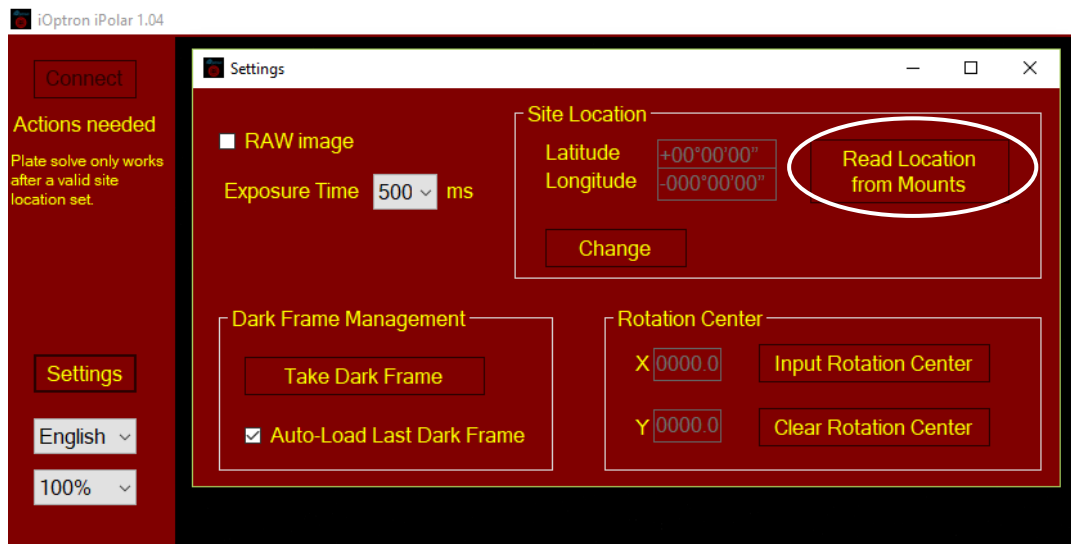 iOptron iPolar 1.04
Connect
Actions needed
Plate solve only works
after a valid site
location set.
Settings
English
100%
Settings
RAW image
Exposure Time 500 ms
Site Location
Latitude +00°00'00"
Longitude -000°00'00"
Read Location
from Mounts
Change
Dark Frame Management
Take Dark Frame
Auto-Load Last Dark Frame
Rotation Center
X 0000.0 Input Rotation Center
Y 0000.0 Clear Rotation Center